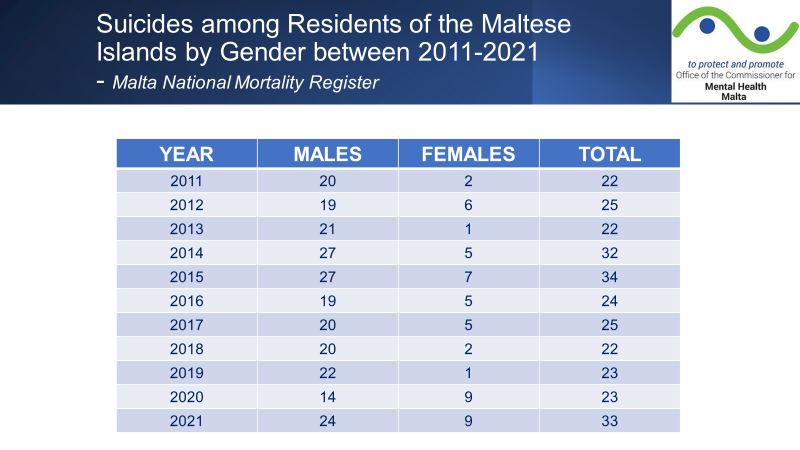 Suicides among Residents of the Maltese
Islands by Gender between 2011-2021
- Malta National Mortality Register
to protect and promote
Office of the Commissioner for
Mental Health
Malta
YEAR MALES FEMALES TOTAL
2011 20 2 22
2012 19 6 25
2013 21 1 22
2014 27 5 32
2015 27 7 34
2016 19 5 24
2017 20 5 25
2018 20 2 22
2019 22 1 23
2020 14 9 23
2021 24 9 33